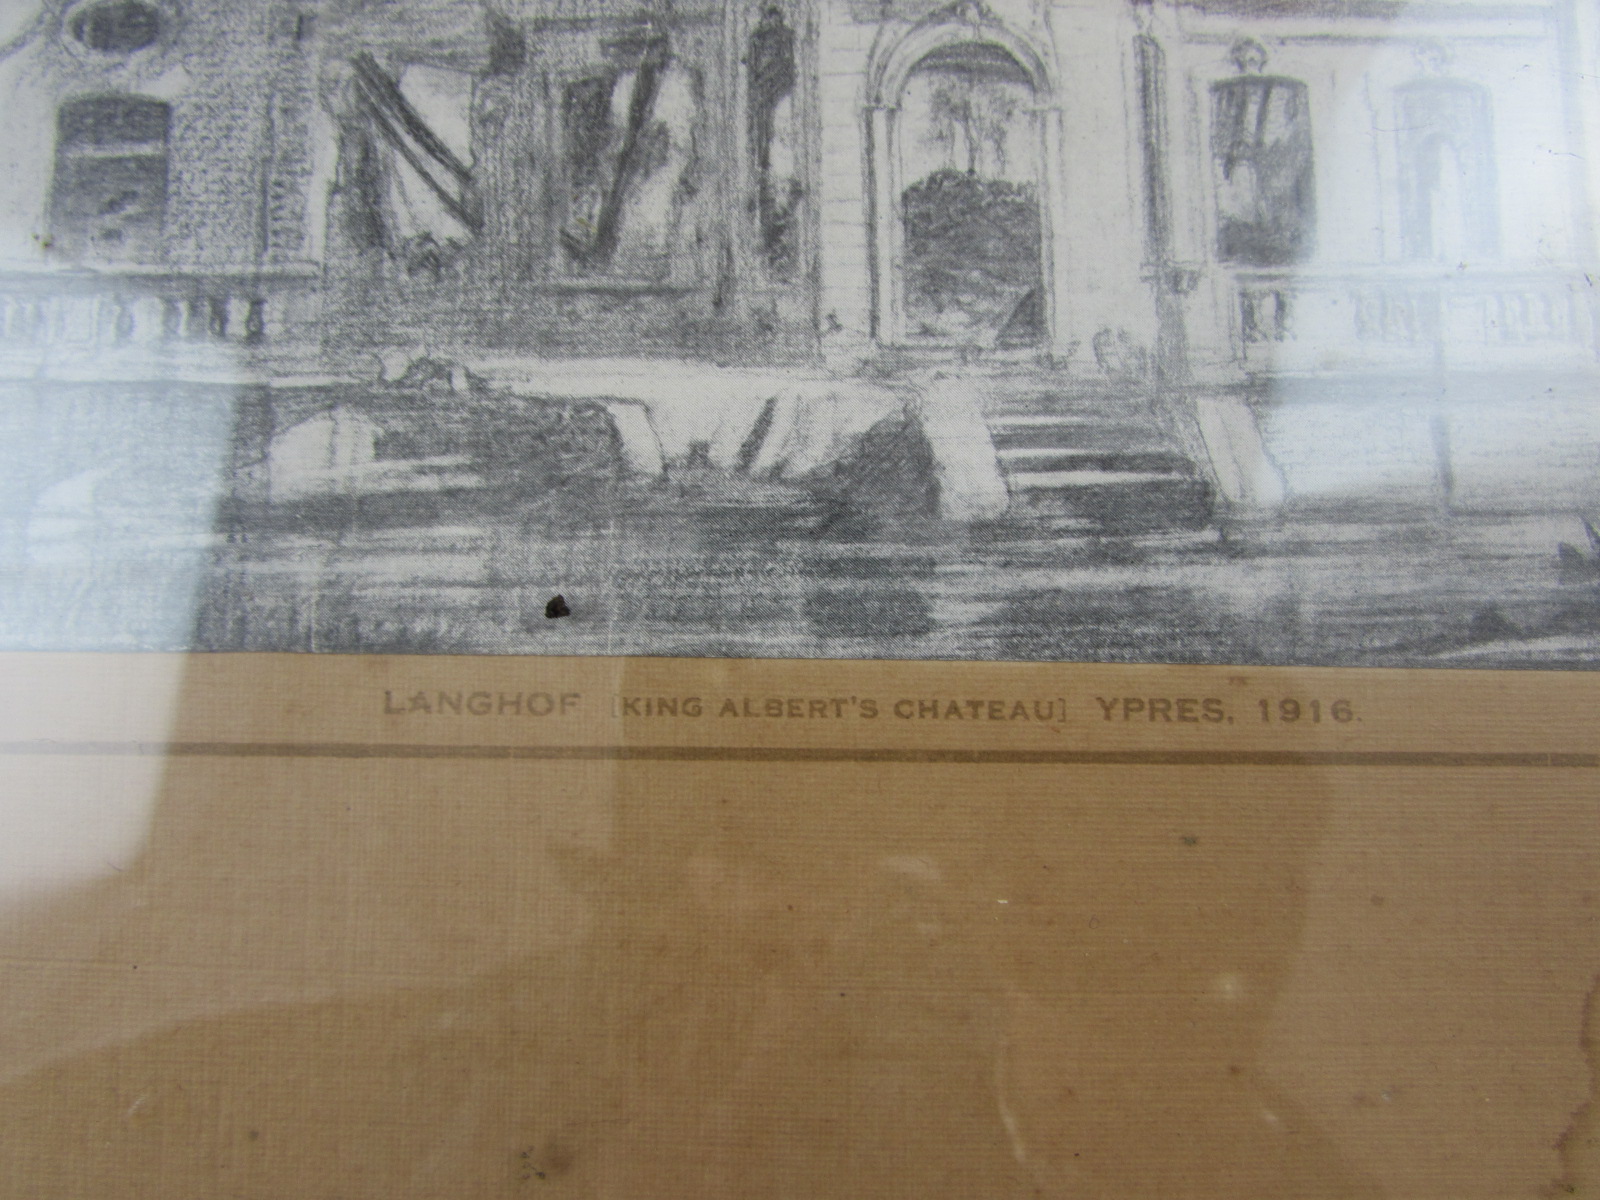 LANGHOF [KING ALBERT'S CHATEAU] YPRES, 1916.